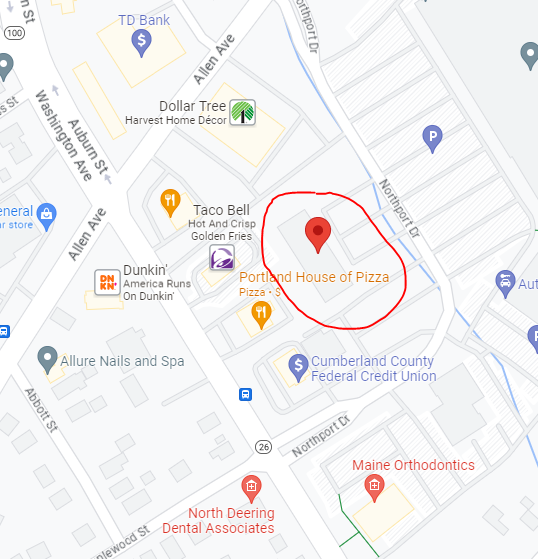 Northport Dr
TD Bank
100
Allen Ave
Dollar Tree
Harvest Home Décor
Auburn St
Washington Ave
P
Northport Dr
Taco Bell
Hot And Crisp
Golden Fries
Allen Ave
Dunkin'
America Runs
On Dunkin'
DN
KN'
Portland House of Pizza
Pizza
Allure Nails and Spa
$
Cumberland County
Federal Credit Union
Abbott St
26
Northport Dr
Maine Orthodontics
North Deering
Dental Associates